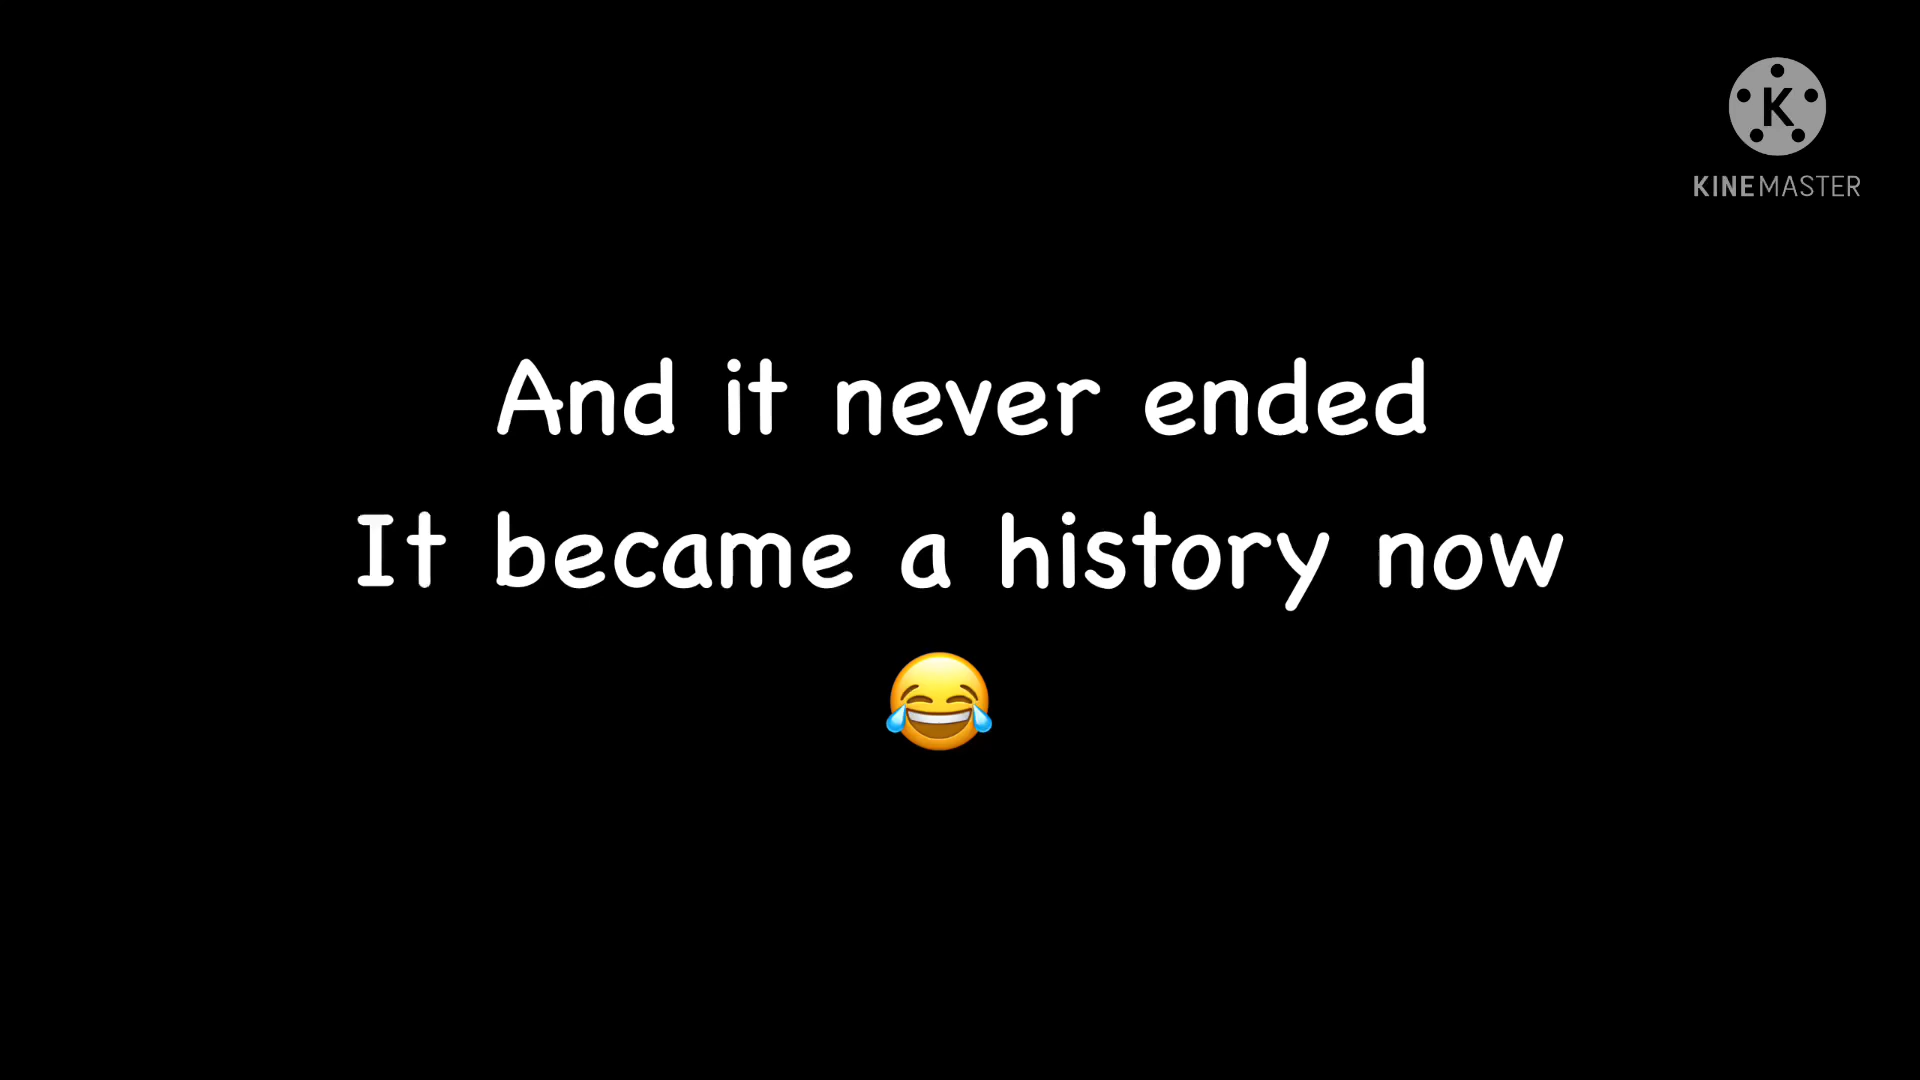 K
KINEMASTER
And it never ended
It became a history now
😂